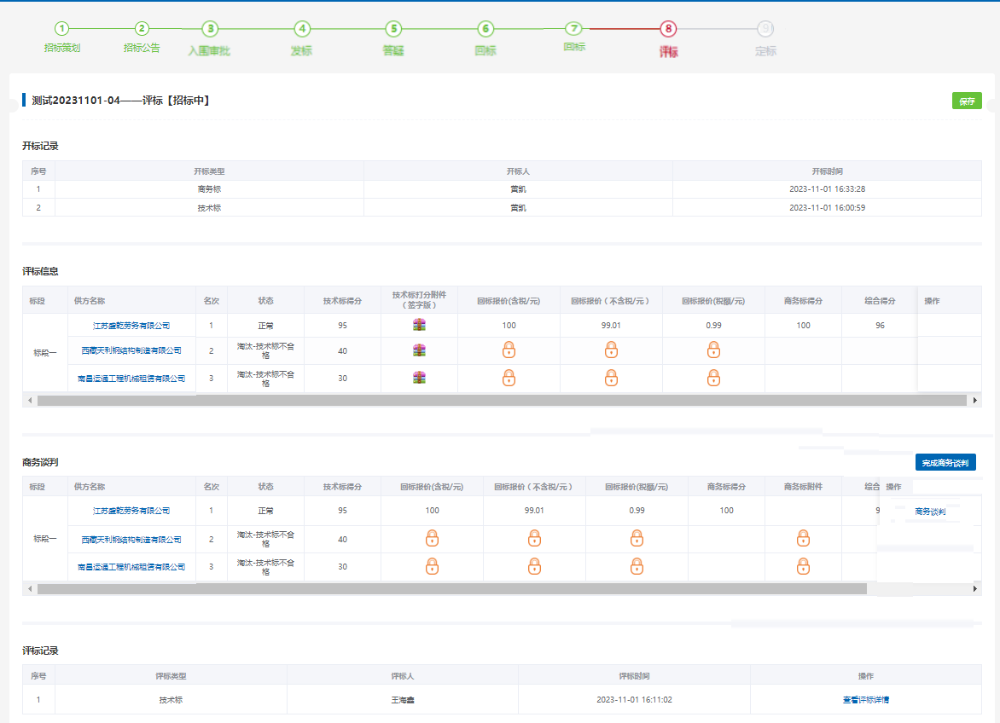 1 2 3 4 5 6 7 8 9
招标策划 招标公告 入围审批 发标 答疑 回标 回标 评标 定标
测试20231101-04——评标【招标中】 保存
开标记录
序号 开标类型 开标人 开标时间
1 商务标 黄凯 2023-11-01 16:33:28
2 技术标 黄凯 2023-11-01 16:00:59
评标信息
标段 供方名称 名次 状态 技术标得分 技术标打分附件（签字版） 回标报价(含税/元) 回标报价（不含税/元） 回标报价(税额/元) 商务标得分 综合得分 操作
标段一 江苏盛乾劳务有限公司 1 正常 95 100 99.01 0.99 100 96
西藏天利钢结构制造有限公司 2 淘汰-技术标不合格 40
南昌运通工程机械租赁有限公司 3 淘汰-技术标不合格 30
商务谈判 完成商务谈判
标段 供方名称 名次 状态 技术标得分 回标报价(含税/元) 回标报价（不含税/元） 回标报价(税额/元) 商务标得分 商务标附件 综合 操作
标段一 江苏盛乾劳务有限公司 1 正常 95 100 99.01 0.99 100 9 商务谈判
西藏天利钢结构制造有限公司 2 淘汰-技术标不合格 40
南昌运通工程机械租赁有限公司 3 淘汰-技术标不合格 30
评标记录
序号 评标类型 评标人 评标时间 操作
1 技术标 王海鑫 2023-11-01 16:11:02 查看评标详情